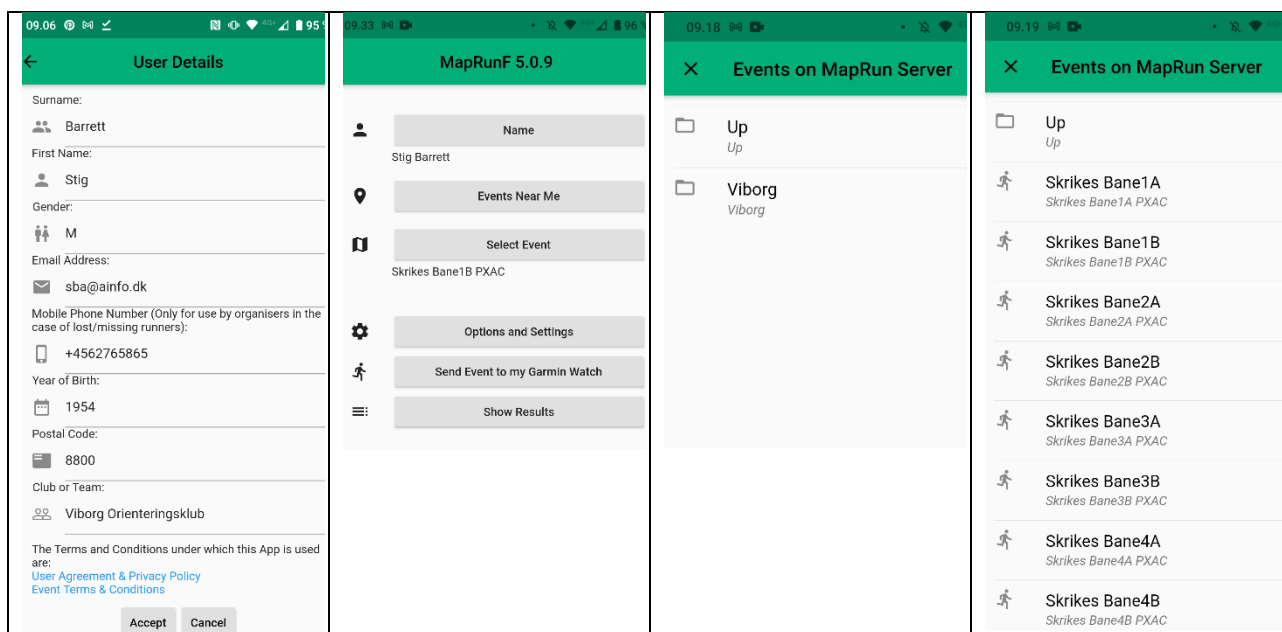 09.06 4G+ 95
User Details
Surname:
Barrett
First Name:
Stig
Gender:
M
Email Address:
sba@ainfo.dk
Mobile Phone Number (Only for use by organisers in the
case of lost/missing runners):
+4562765865
Year of Birth:
1954
Postal Code:
8800
Club or Team:
Viborg Orienteringsklub
The Terms and Conditions under which this App is used
are:
User Agreement & Privacy Policy
Event Terms & Conditions
Accept Cancel
09.33 4G+ 96%
MapRunF 5.0.9
Name
Stig Barrett
Events Near Me
Select Event
Skrikes Bane1B PXAC
Options and Settings
Send Event to my Garmin Watch
Show Results
09.18
Events on MapRun Server
Up
Up
Viborg
Viborg
09.19
Events on MapRun Server
Up
Up
Skrikes Bane1A
Skrikes Bane1A PXAC
Skrikes Bane1B
Skrikes Bane1B PXAC
Skrikes Bane2A
Skrikes Bane2A PXAC
Skrikes Bane2B
Skrikes Bane2B PXAC
Skrikes Bane3A
Skrikes Bane3A PXAC
Skrikes Bane3B
Skrikes Bane3B PXAC
Skrikes Bane4A
Skrikes Bane4A PXAC
Skrikes Bane4B
Skrikes Bane4B PXAC